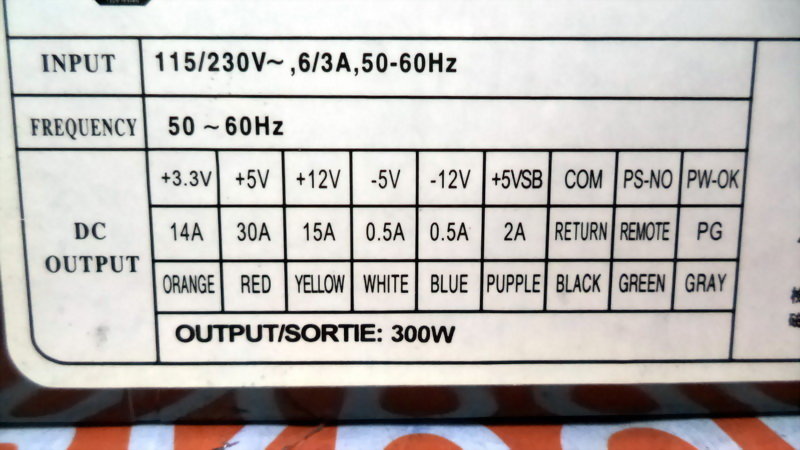 INPUT 115/230V~ ,6/3A,50-60Hz
FREQUENCY 50 ~ 60Hz
DC OUTPUT
+3.3V +5V +12V -5V -12V +5VSB COM PS-NO PW-OK
14A 30A 15A 0.5A 0.5A 2A RETURN REMOTE PG
ORANGE RED YELLOW WHITE BLUE PUPPLE BLACK GREEN GRAY
OUTPUT/SORTIE: 300W